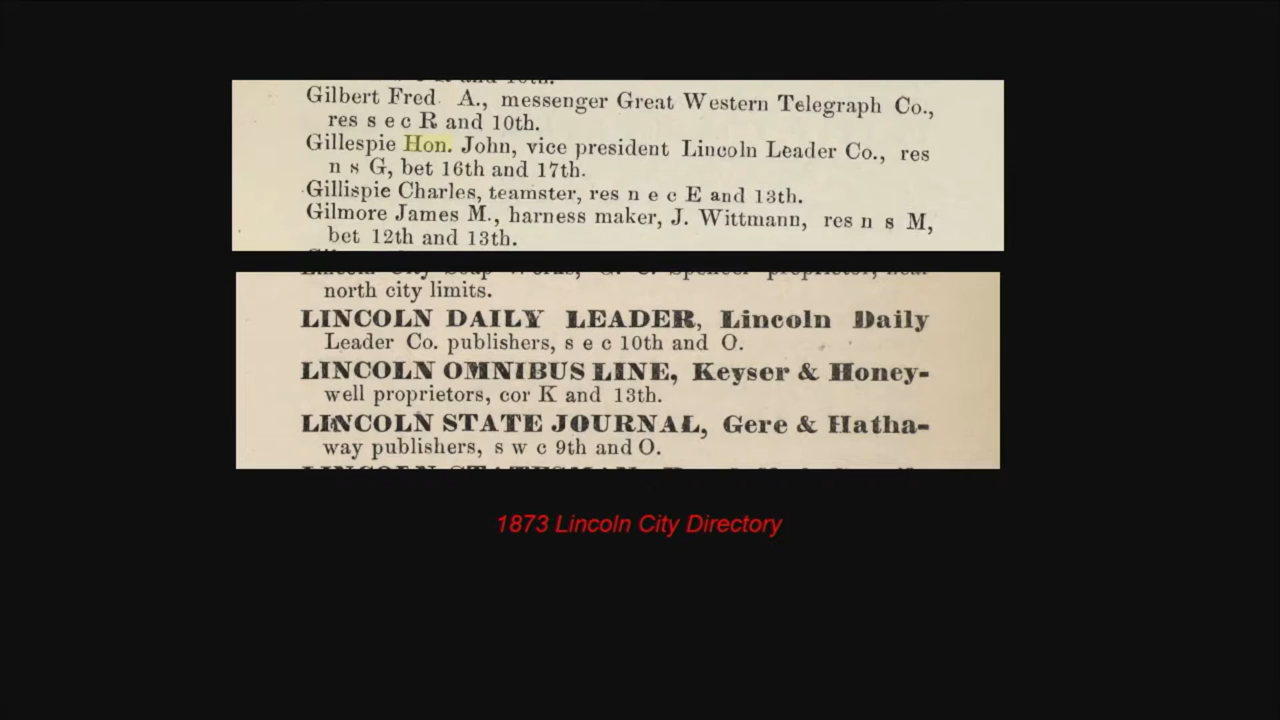 Gilbert Fred A., messenger Great Western Telegraph Co.,
res s e c R and 10th.
Gillespie Hon. John, vice president Lincoln Leader Co., res
n s G, bet 16th and 17th.
Gillispie Charles, teamster, res n e c E and 13th.
Gilmore James M., harness maker, J. Wittmann, res n s M,
bet 12th and 13th.
north city limits.
LINCOLN DAILY LEADER, Lincoln Daily
Leader Co. publishers, s e c 10th and O.
LINCOLN OMNIBUS LINE, Keyser & Honey-
well proprietors, cor K and 13th.
LINCOLN STATE JOURNAL, Gere & Hatha-
way publishers, s w c 9th and O.
1873 Lincoln City Directory